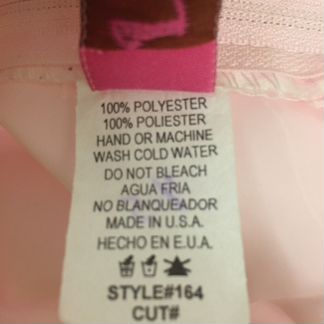 100% POLYESTER
100% POLIESTER
HAND OR MACHINE
WASH COLD WATER
DO NOT BLEACH
AGUA FRIA
NO BLANQUEADOR
MADE IN U.S.A.
HECHO EN E.U.A.
STYLE#164
CUT#